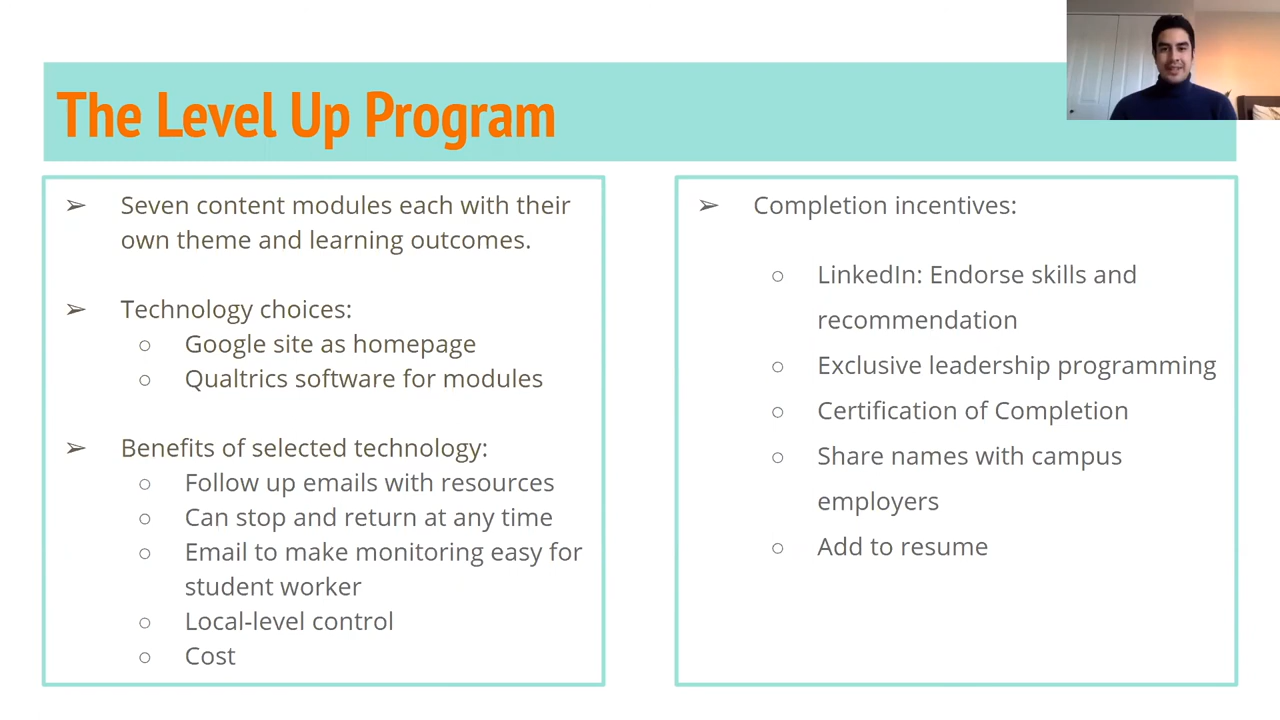 The Level Up Program
➢ Seven content modules each with their
own theme and learning outcomes.
➢ Technology choices:
○ Google site as homepage
○ Qualtrics software for modules
➢ Benefits of selected technology:
○ Follow up emails with resources
○ Can stop and return at any time
○ Email to make monitoring easy for
student worker
○ Local-level control
○ Cost
➢ Completion incentives:
○ LinkedIn: Endorse skills and
recommendation
○ Exclusive leadership programming
○ Certification of Completion
○ Share names with campus
employers
○ Add to resume